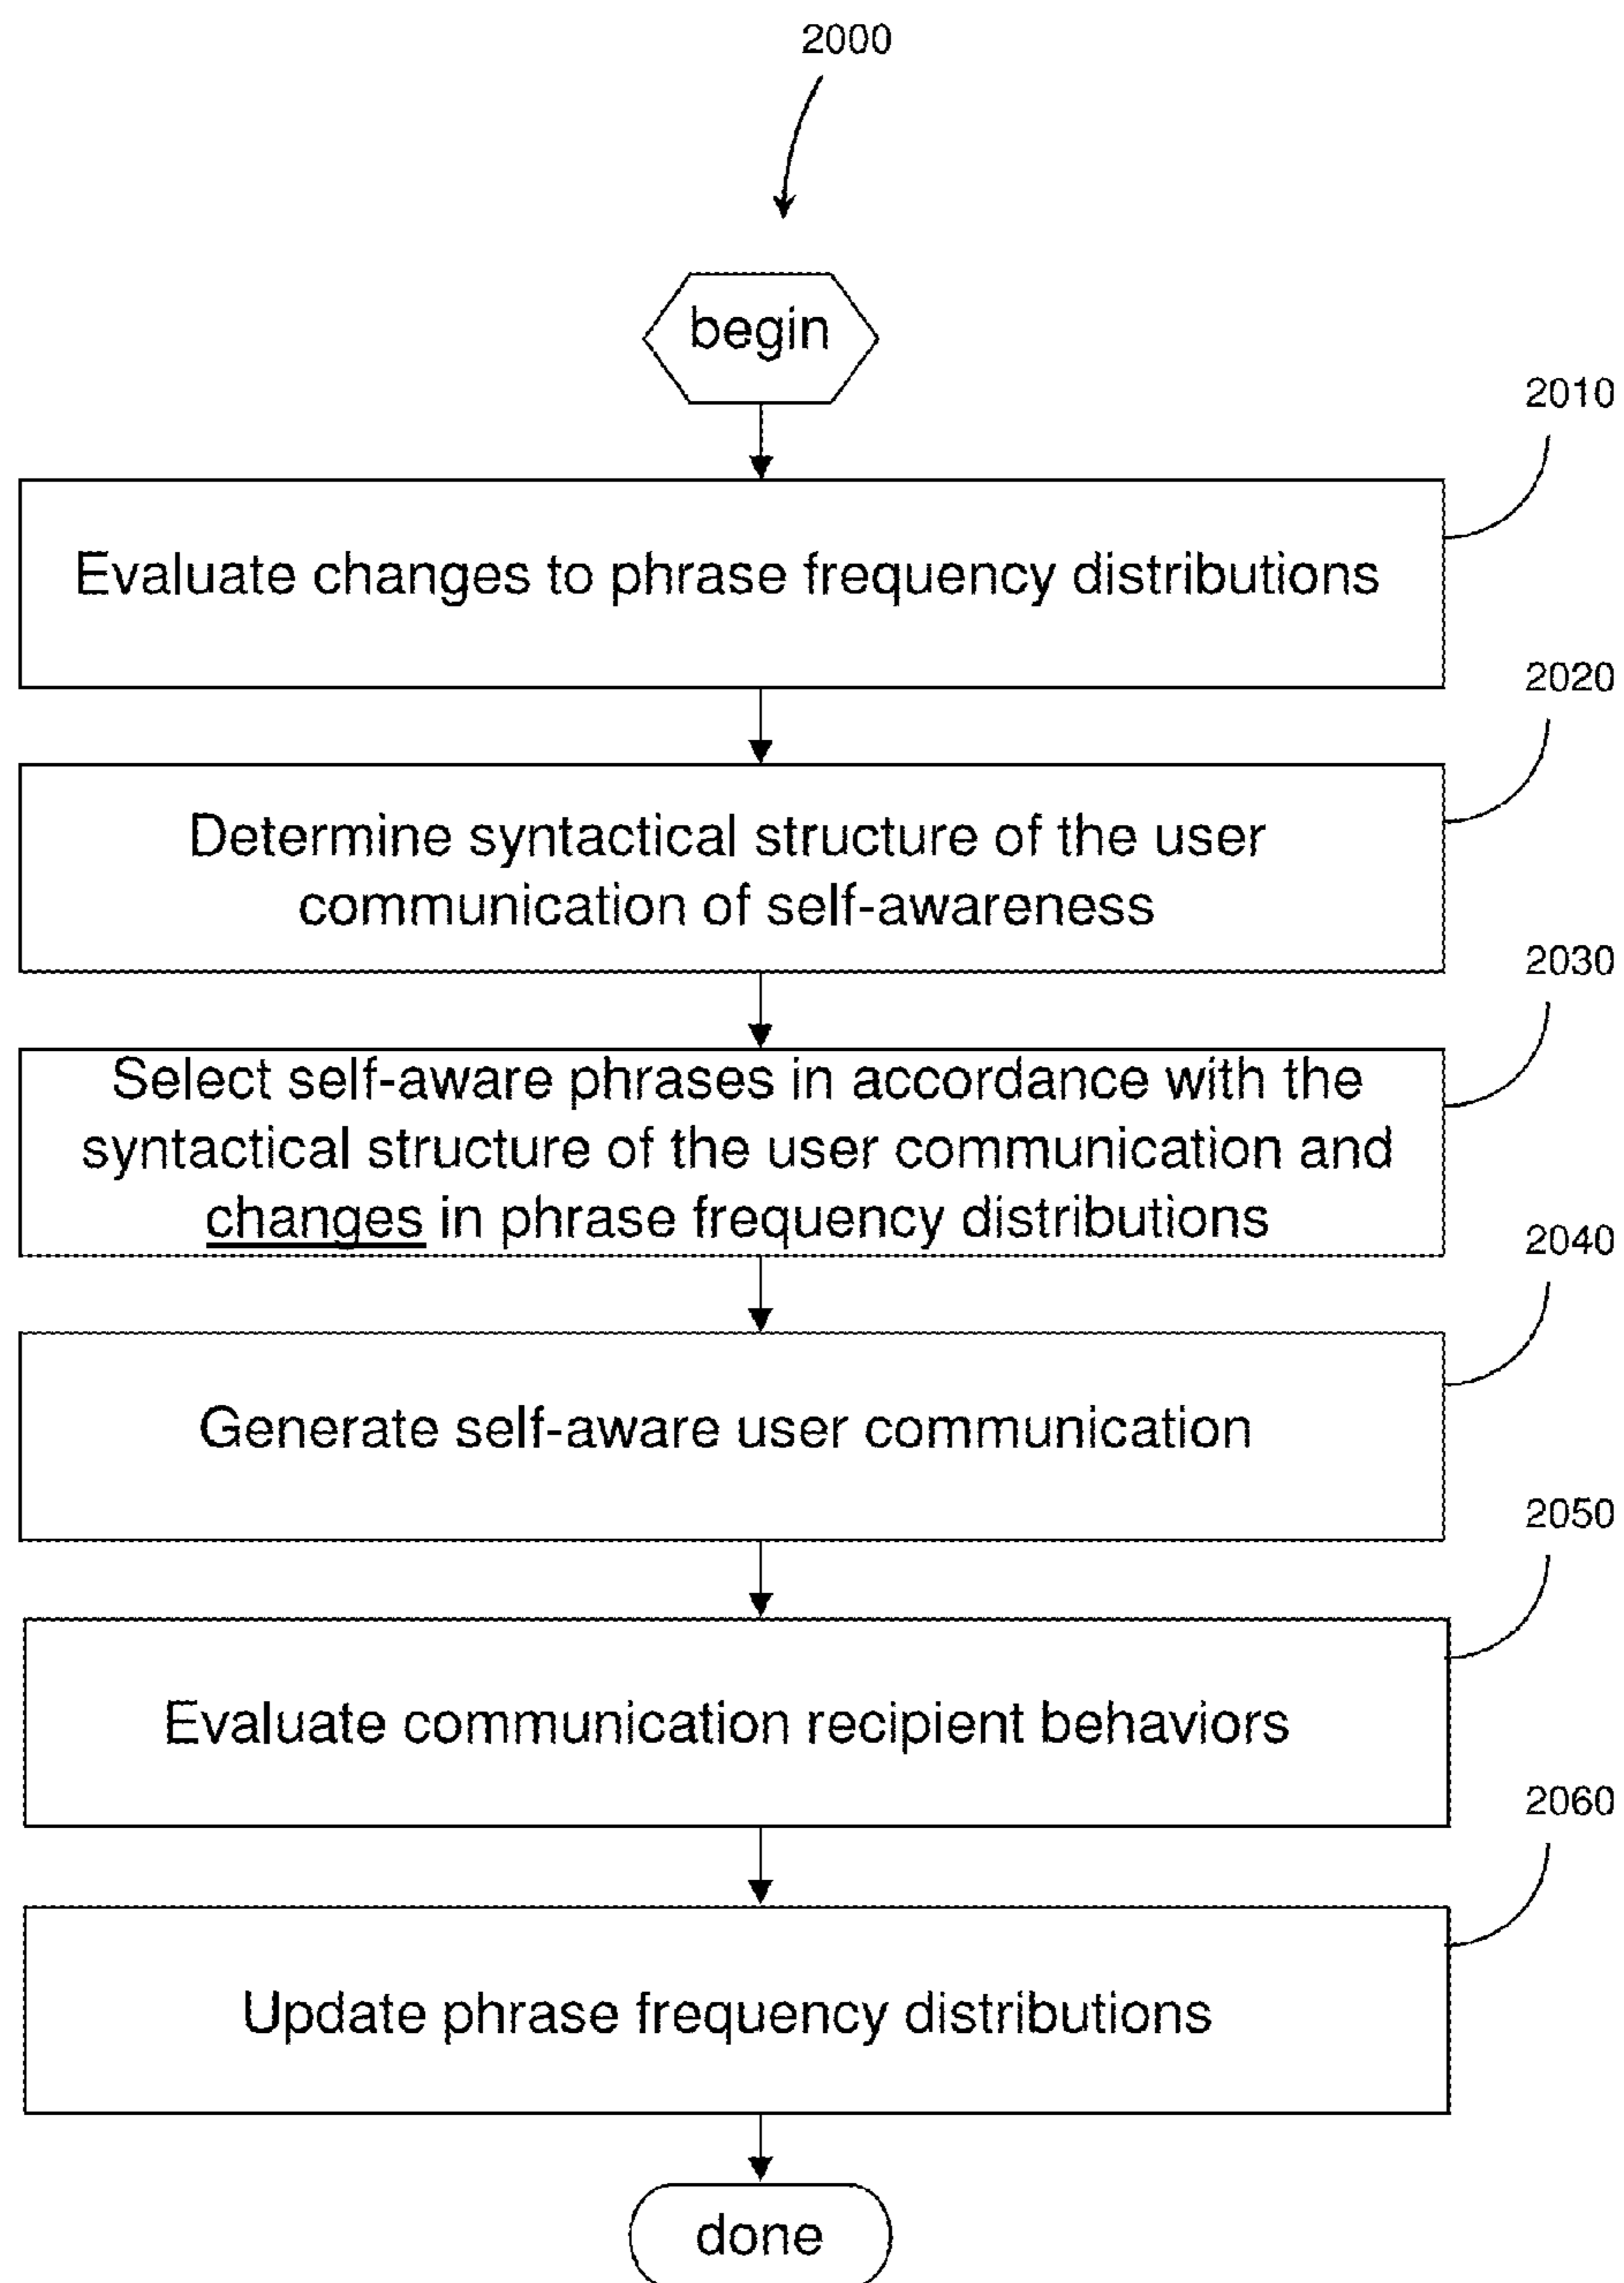 2000
begin
2010
Evaluate changes to phrase frequency distributions
2020
Determine syntactical structure of the user
communication of self-awareness
2030
Select self-aware phrases in accordance with the
syntactical structure of the user communication and
changes in phrase frequency distributions
2040
Generate self-aware user communication
2050
Evaluate communication recipient behaviors
2060
Update phrase frequency distributions
done